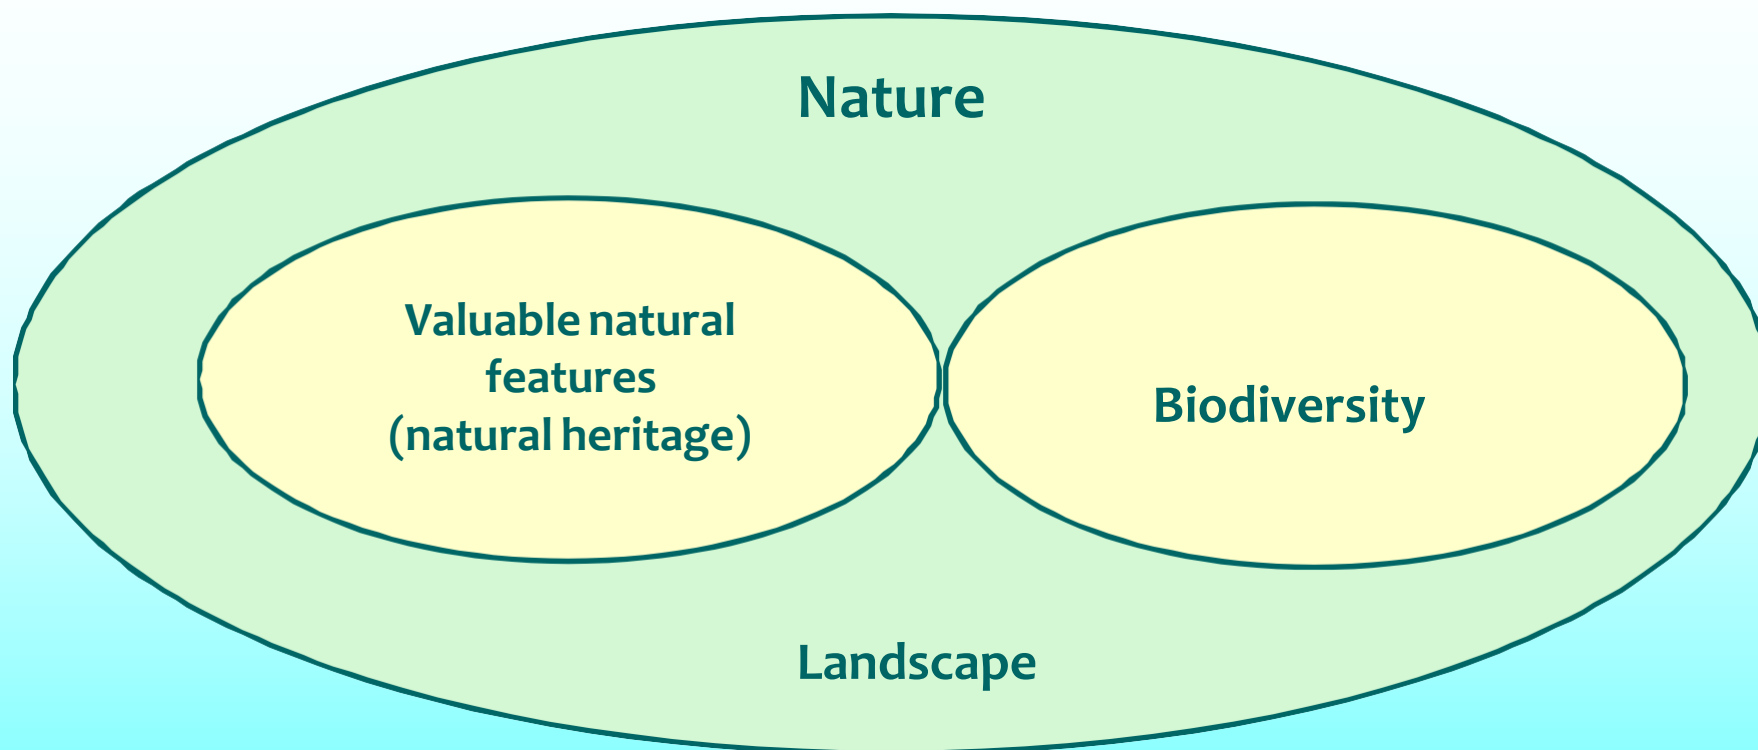 Nature
Valuable natural
features
(natural heritage)
Biodiversity
Landscape